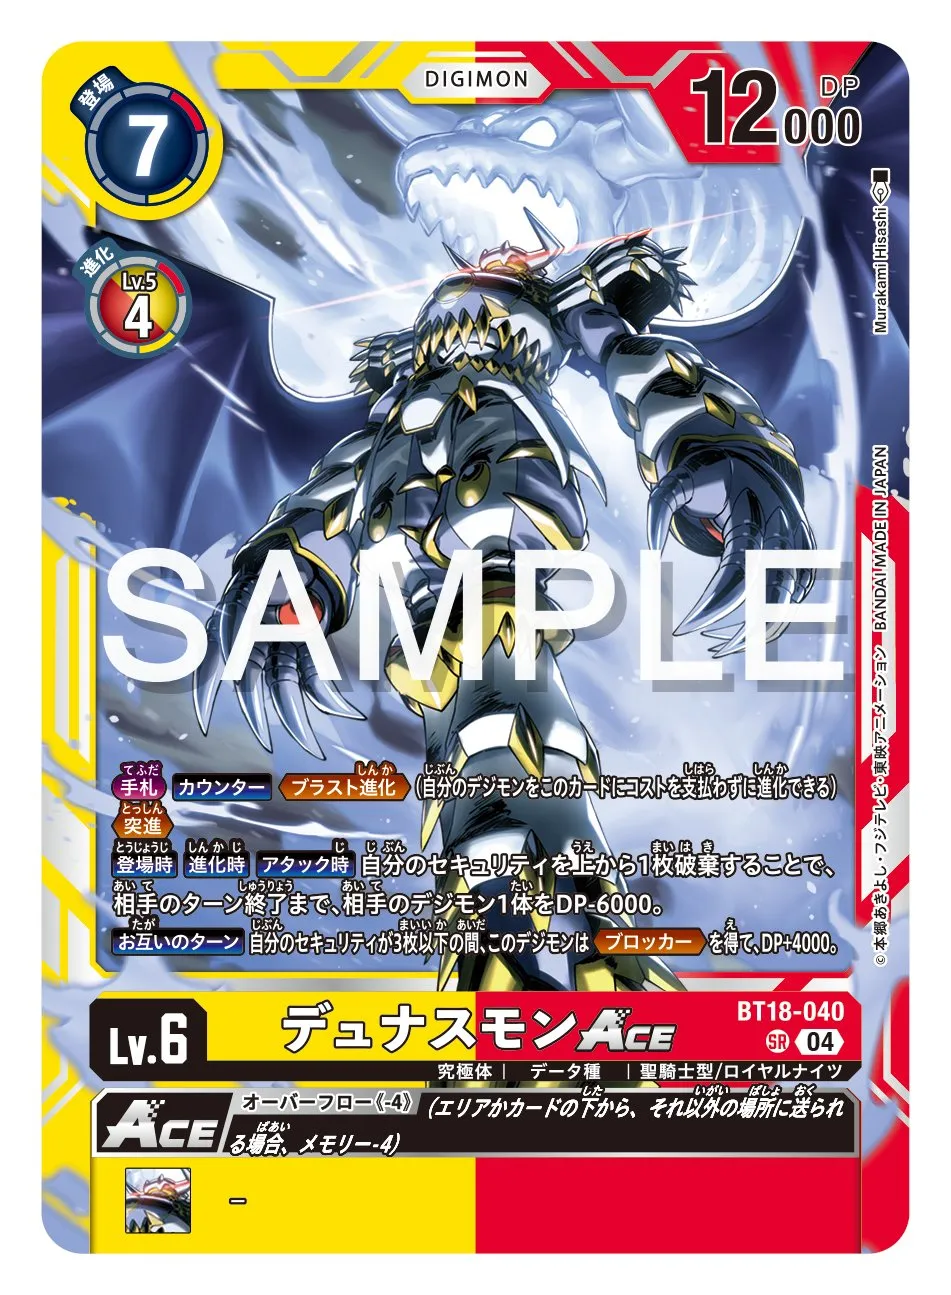 DIGIMON
登場
7
12000
DP
進化
Lv.5
4
Murakami Hisashi
©本郷あきよし・フジテレビ・東映アニメーション BANDAI MADE IN JAPAN
SAMPLE
手札 カウンター ブラスト進化 (自分のデジモンをこのカードにコストを支払わずに進化できる)
突進
登場時 進化時 アタック時 自分のセキュリティを上から1枚破棄することで、
相手のターン終了まで、相手のデジモン1体をDP-6000。
お互いのターン 自分のセキュリティが3枚以下の間、このデジモンは ブロッカー を得て、DP+4000。
Lv.6
デュナスモンACE
BT18-040
SR 04
究極体 | データ種 | 聖騎士型/ロイヤルナイツ
ACE
オーバーフロー《-4》 (エリアかカードの下から、それ以外の場所に送られ
る場合、メモリー-4)
ー